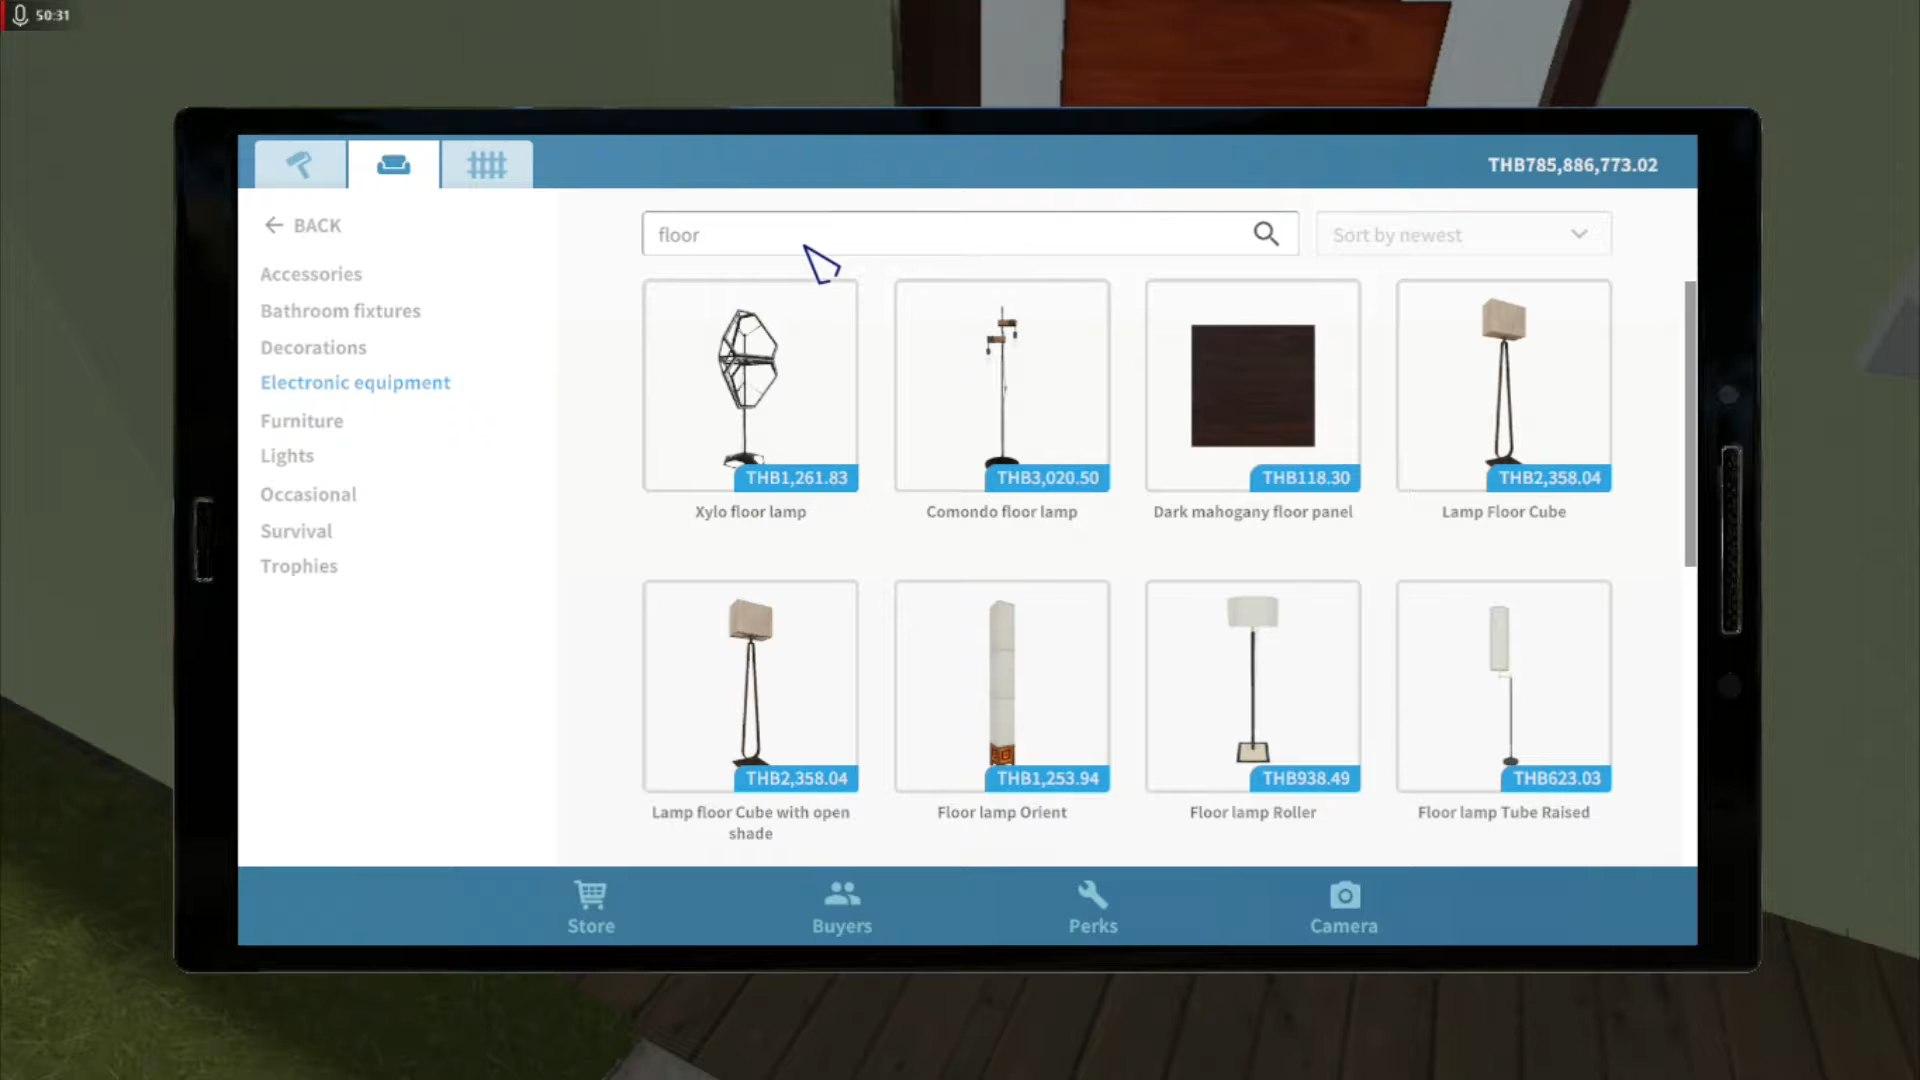 50:31
THB785,886,773.02
BACK
floor
Sort by newest
Accessories
Bathroom fixtures
Decorations
Electronic equipment
Furniture
Lights
Occasional
Survival
Trophies
THB1,261.83
THB3,020.50
THB118.30
THB2,358.04
Xylo floor lamp
Comondo floor lamp
Dark mahogany floor panel
Lamp Floor Cube
THB2,358.04
THB1,253.94
THB938.49
THB623.03
Lamp floor Cube with open
shade
Floor lamp Orient
Floor lamp Roller
Floor lamp Tube Raised
Store
Buyers
Perks
Camera